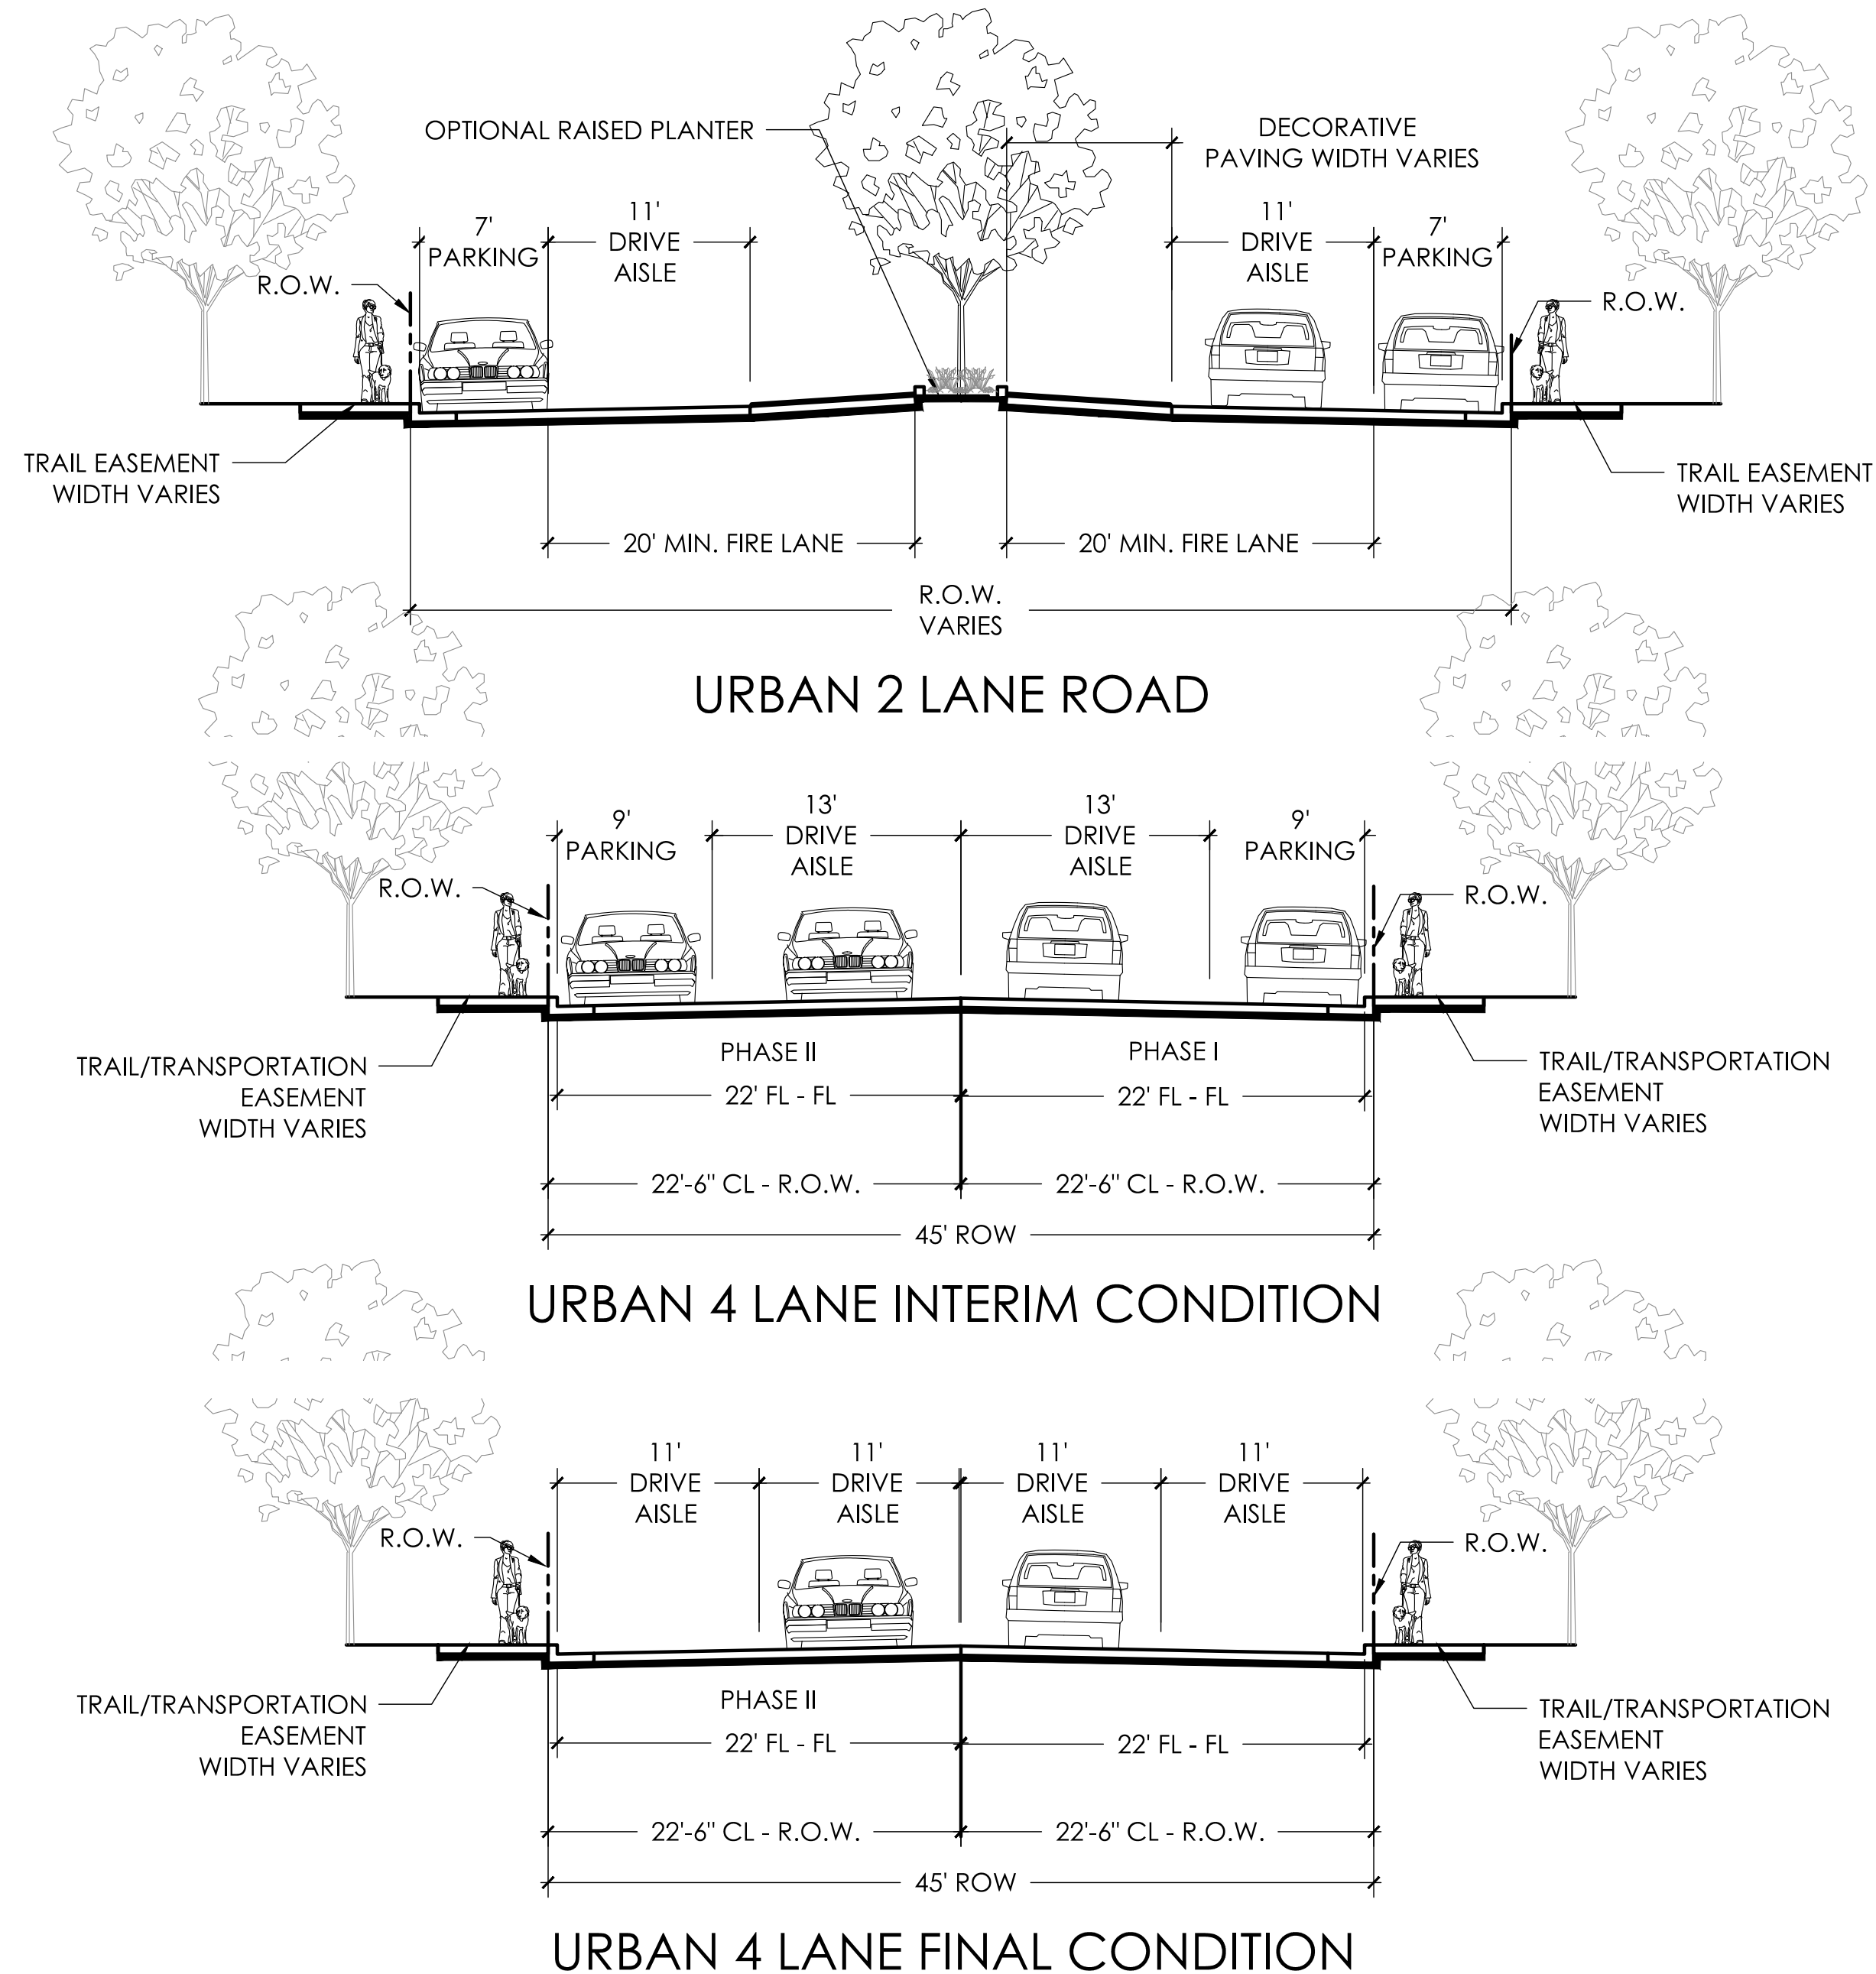 OPTIONAL RAISED PLANTER
DECORATIVE
PAVING WIDTH VARIES
7'
PARKING
11'
DRIVE
AISLE
11'
DRIVE
AISLE
7'
PARKING
R.O.W.
R.O.W.
TRAIL EASEMENT
WIDTH VARIES
TRAIL EASEMENT
WIDTH VARIES
20' MIN. FIRE LANE
20' MIN. FIRE LANE
R.O.W.
VARIES
URBAN 2 LANE ROAD
9'
PARKING
13'
DRIVE
AISLE
13'
DRIVE
AISLE
9'
PARKING
R.O.W.
R.O.W.
TRAIL/TRANSPORTATION
EASEMENT
WIDTH VARIES
PHASE II
22' FL - FL
PHASE I
22' FL - FL
TRAIL/TRANSPORTATION
EASEMENT
WIDTH VARIES
22'-6" CL - R.O.W.
22'-6" CL - R.O.W.
45' ROW
URBAN 4 LANE INTERIM CONDITION
11'
DRIVE
AISLE
11'
DRIVE
AISLE
11'
DRIVE
AISLE
11'
DRIVE
AISLE
R.O.W.
R.O.W.
TRAIL/TRANSPORTATION
EASEMENT
WIDTH VARIES
PHASE II
22' FL - FL
22' FL - FL
TRAIL/TRANSPORTATION
EASEMENT
WIDTH VARIES
22'-6" CL - R.O.W.
22'-6" CL - R.O.W.
45' ROW
URBAN 4 LANE FINAL CONDITION